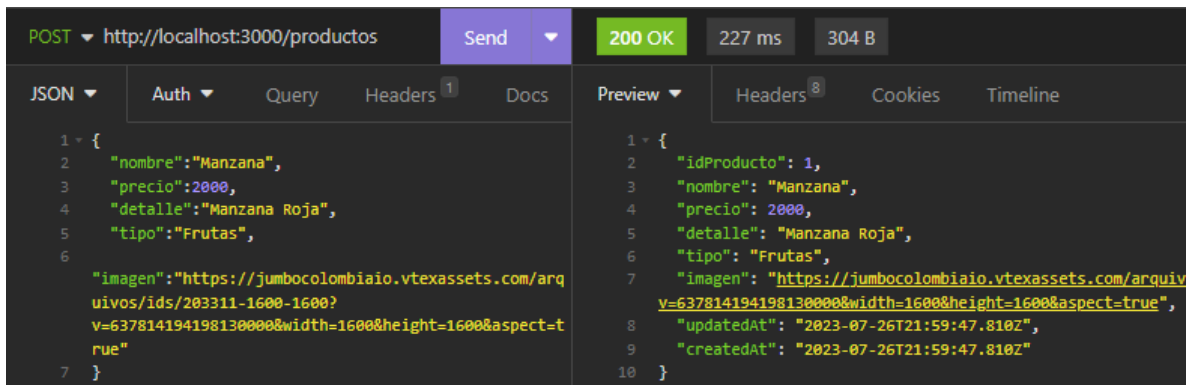 POST http://localhost:3000/productos Send 200 OK 227 ms 304 B
JSON Auth Query Headers 1 Docs
1 {
2 "nombre":"Manzana",
3 "precio":2000,
4 "detalle":"Manzana Roja",
5 "tipo":"Frutas",
6
"imagen":"https://jumbocolombiaio.vtexassets.com/arq
uivos/ids/203311-1600-1600?
v=637814194198130000&width=1600&height=1600&aspect=t
rue"
7 }
Preview Headers 8 Cookies Timeline
1 {
2 "idProducto": 1,
3 "nombre": "Manzana",
4 "precio": 2000,
5 "detalle": "Manzana Roja",
6 "tipo": "Frutas",
7 "imagen": "https://jumbocolombiaio.vtexassets.com/arquiv
v=637814194198130000&width=1600&height=1600&aspect=true",
8 "updatedAt": "2023-07-26T21:59:47.810Z",
9 "createdAt": "2023-07-26T21:59:47.810Z"
10 }